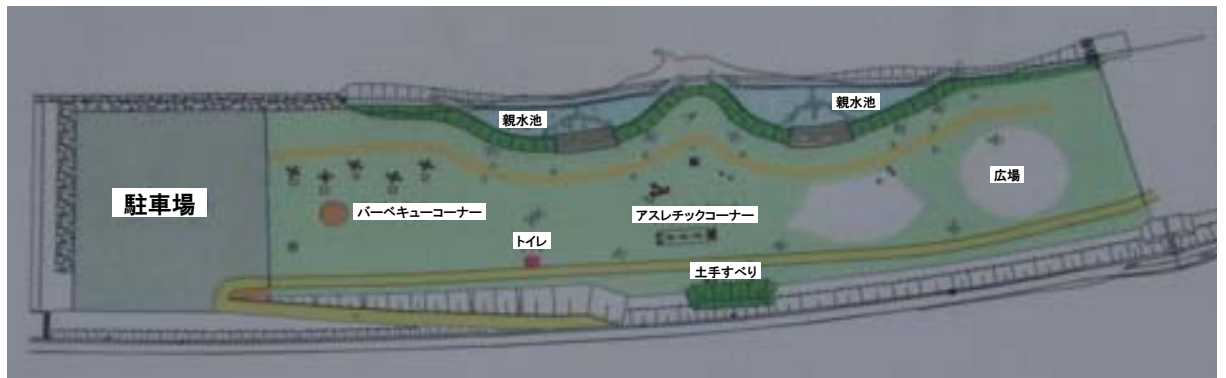 親水池
親水池
広場
駐車場
バーベキューコーナー
アスレチックコーナー
トイレ
土手すべり